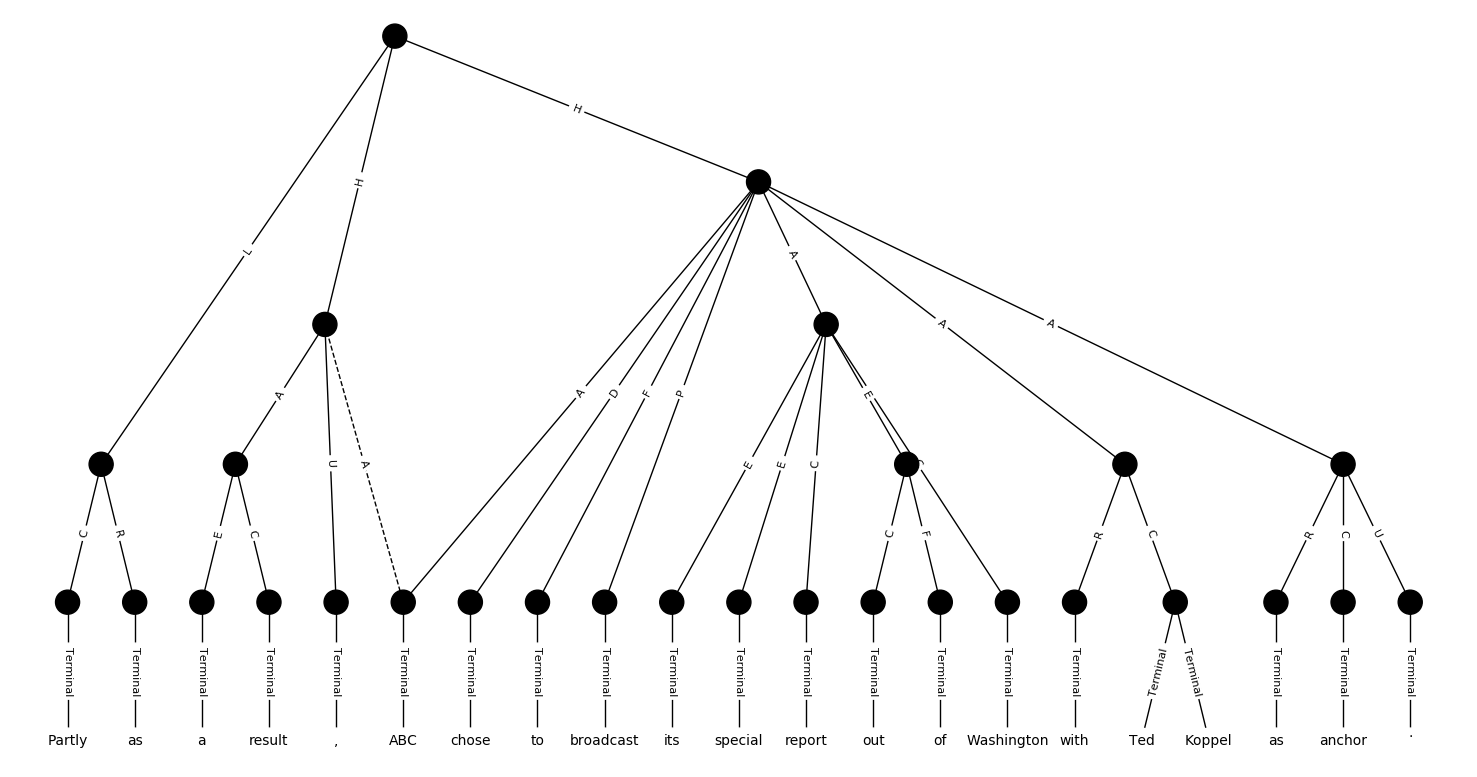 H
H
L
A
A
A
A
A
D
F
P
E
U
A
E
E
C
C
C
R
E
C
C
F
R
C
R
C
U
Terminal Terminal Terminal Terminal Terminal Terminal Terminal Terminal Terminal Terminal Terminal Terminal Terminal Terminal Terminal Terminal Terminal Terminal Terminal Terminal Terminal
Partly as a result , ABC chose to broadcast its special report out of Washington with Ted Koppel as anchor .